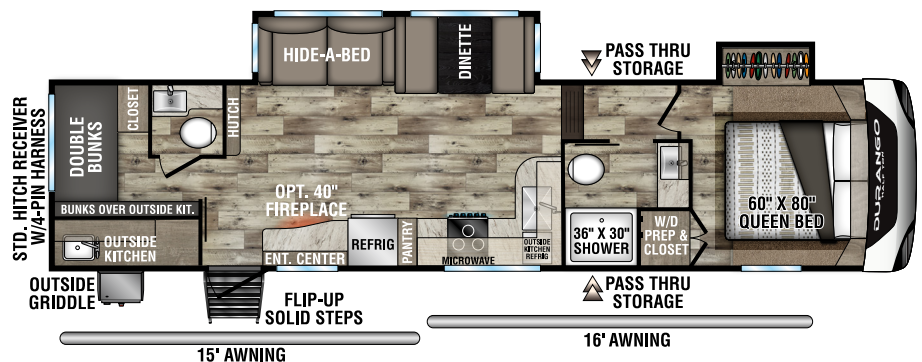 HIDE-A-BED
DINETTE
PASS THRU
STORAGE
STD. HITCH RECEIVER
W/4-PIN HARNESS
DOUBLE
BUNKS
CLOSET
HUTCH
DURANGO
HALF TON
60" X 80"
QUEEN BED
OPT. 40"
FIREPLACE
BUNKS OVER OUTSIDE KIT.
OUTSIDE
KITCHEN
ENT. CENTER
REFRIG
PANTRY
MICROWAVE
OUTSIDE
KITCHEN
REFRIG
36" X 30"
SHOWER
W/D
PREP &
CLOSET
OUTSIDE
GRIDDLE
FLIP-UP
SOLID STEPS
PASS THRU
STORAGE
15' AWNING
16' AWNING